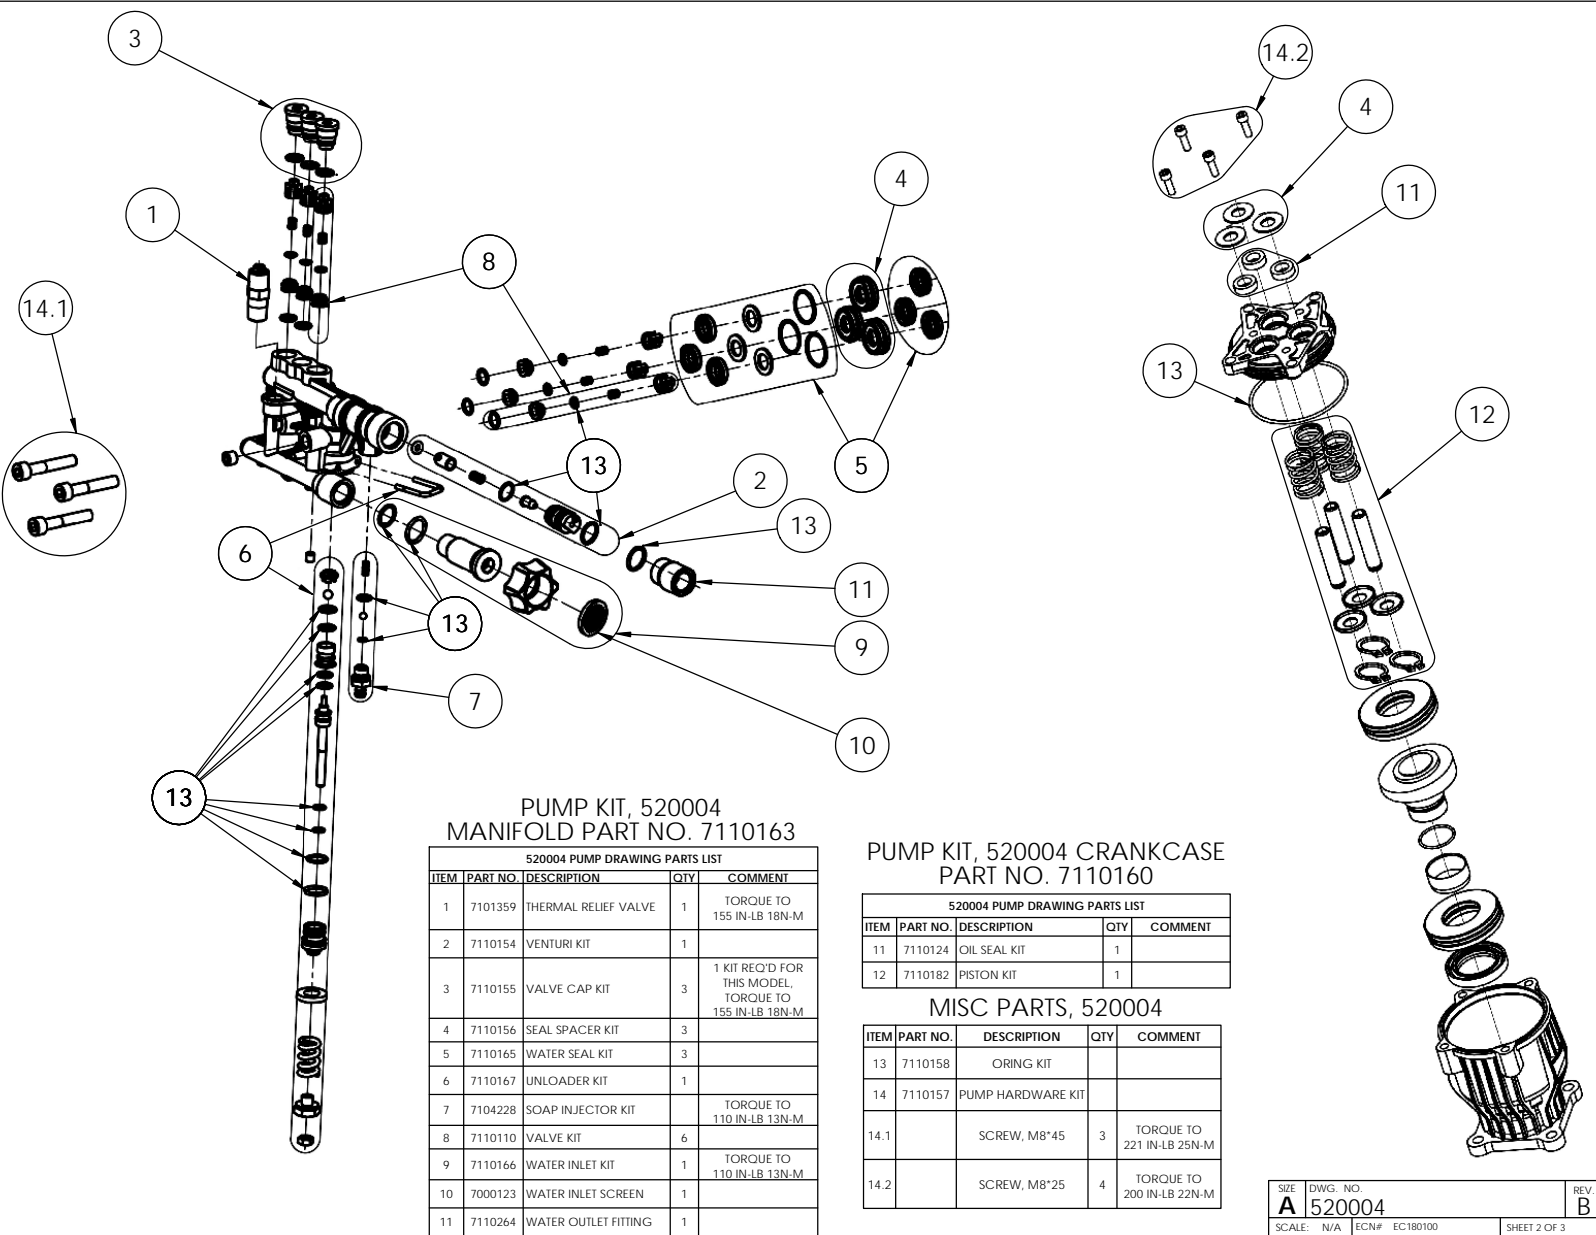 3
14.2
4
4
11
1
8
14.1
13
12
13
5
2
13
6
11
13
9
7
10
13
PUMP KIT, 520004
MANIFOLD PART NO. 7110163
520004 PUMP DRAWING PARTS LIST
ITEM PART NO. DESCRIPTION QTY COMMENT
1 7101359 THERMAL RELIEF VALVE 1 TORQUE TO
155 IN-LB 18N-M
2 7110154 VENTURI KIT 1
3 7110155 VALVE CAP KIT 3 1 KIT REQ'D FOR
THIS MODEL,
TORQUE TO
155 IN-LB 18N-M
4 7110156 SEAL SPACER KIT 3
5 7110165 WATER SEAL KIT 3
6 7110167 UNLOADER KIT 1
7 7104228 SOAP INJECTOR KIT TORQUE TO
110 IN-LB 13N-M
8 7110110 VALVE KIT 6
9 7110166 WATER INLET KIT 1 TORQUE TO
110 IN-LB 13N-M
10 7000123 WATER INLET SCREEN 1
11 7110264 WATER OUTLET FITTING 1
PUMP KIT, 520004 CRANKCASE
PART NO. 7110160
520004 PUMP DRAWING PARTS LIST
ITEM PART NO. DESCRIPTION QTY COMMENT
11 7110124 OIL SEAL KIT 1
12 7110182 PISTON KIT 1
MISC PARTS, 520004
ITEM PART NO. DESCRIPTION QTY COMMENT
13 7110158 ORING KIT
14 7110157 PUMP HARDWARE KIT
14.1 SCREW, M8*45 3 TORQUE TO
221 IN-LB 25N-M
14.2 SCREW, M8*25 4 TORQUE TO
200 IN-LB 22N-M
SIZE DWG. NO. REV.
A 520004 B
SCALE: N/A ECN# EC180100 SHEET 2 OF 3